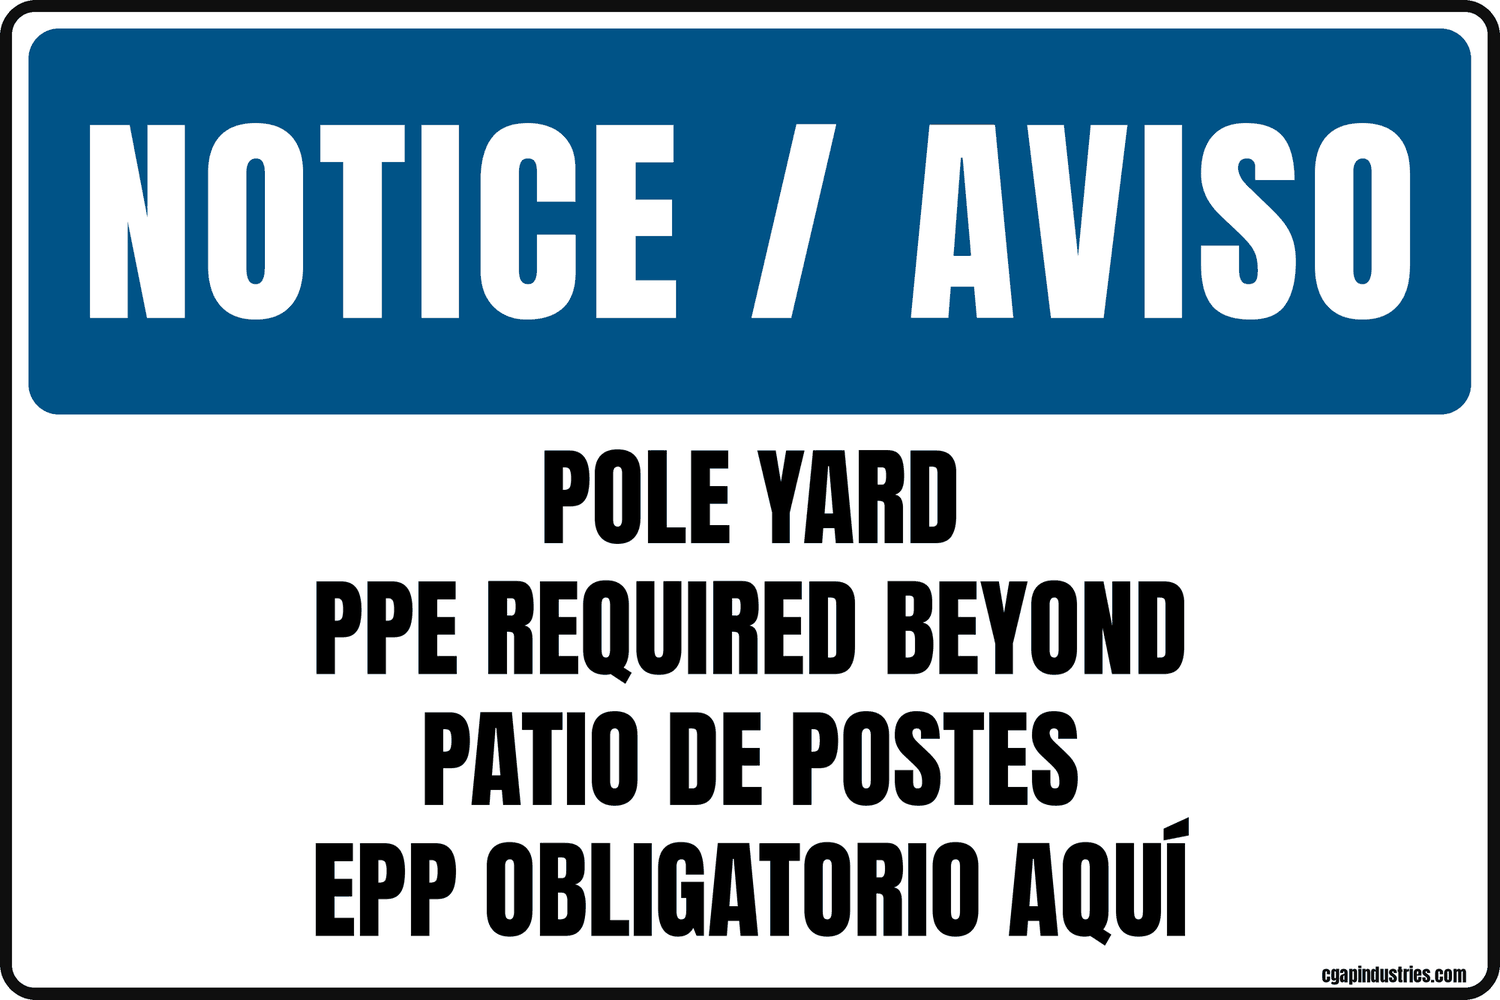 NOTICE / AVISO
POLE YARD
PPE REQUIRED BEYOND
PATIO DE POSTES
EPP OBLIGATORIO AQUÍ
cgapindustries.com